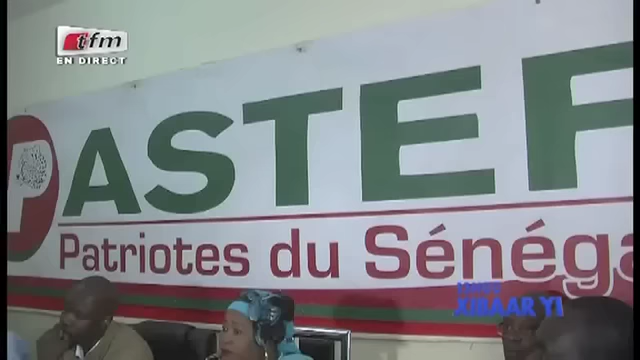 tfm
EN DIRECT
PASTEF
Patriotes du Sénéga
XIBAAR YI